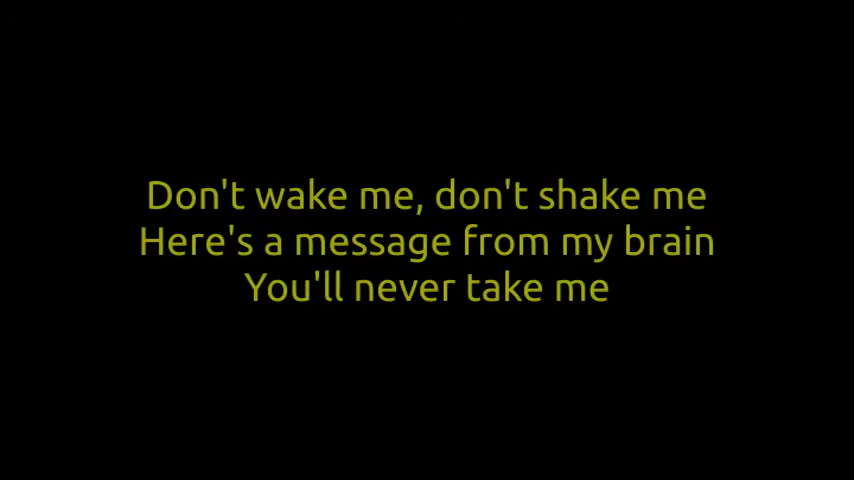 Don't wake me, don't shake me
Here's a message from my brain
You'll never take me